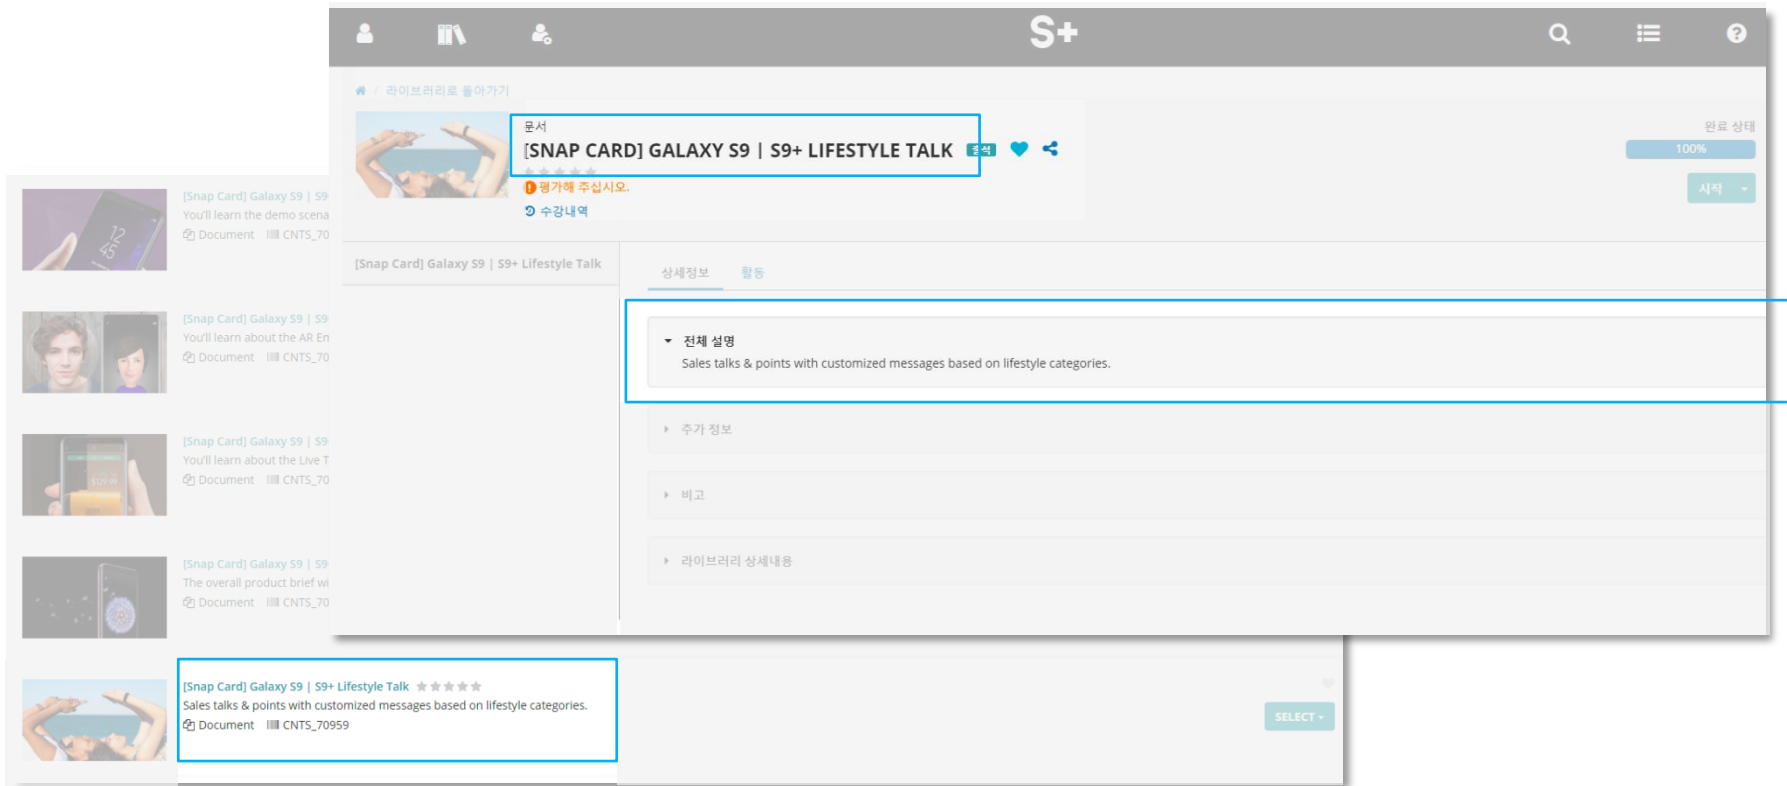 S+
/ 라이브러리로 돌아가기
문서
[SNAP CARD] GALAXY S9 | S9+ LIFESTYLE TALK
평가해 주십시오.
수강내역
완료 상태
100%
시작
[Snap Card] Galaxy S9 | S9+ Lifestyle Talk
상세정보 활동
전체 설명
Sales talks & points with customized messages based on lifestyle categories.
추가 정보
비고
라이브러리 상세내용
[Snap Card] Galaxy S9 | S9
You'll learn the demo scena
Document CNTS_70
[Snap Card] Galaxy S9 | S9
You'll learn about the AR Em
Document CNTS_70
[Snap Card] Galaxy S9 | S9
You'll learn about the Live T
Document CNTS_70
[Snap Card] Galaxy S9 | S9
The overall product brief wi
Document CNTS_70
[Snap Card] Galaxy S9 | S9+ Lifestyle Talk
Sales talks & points with customized messages based on lifestyle categories.
Document CNTS_70959
SELECT